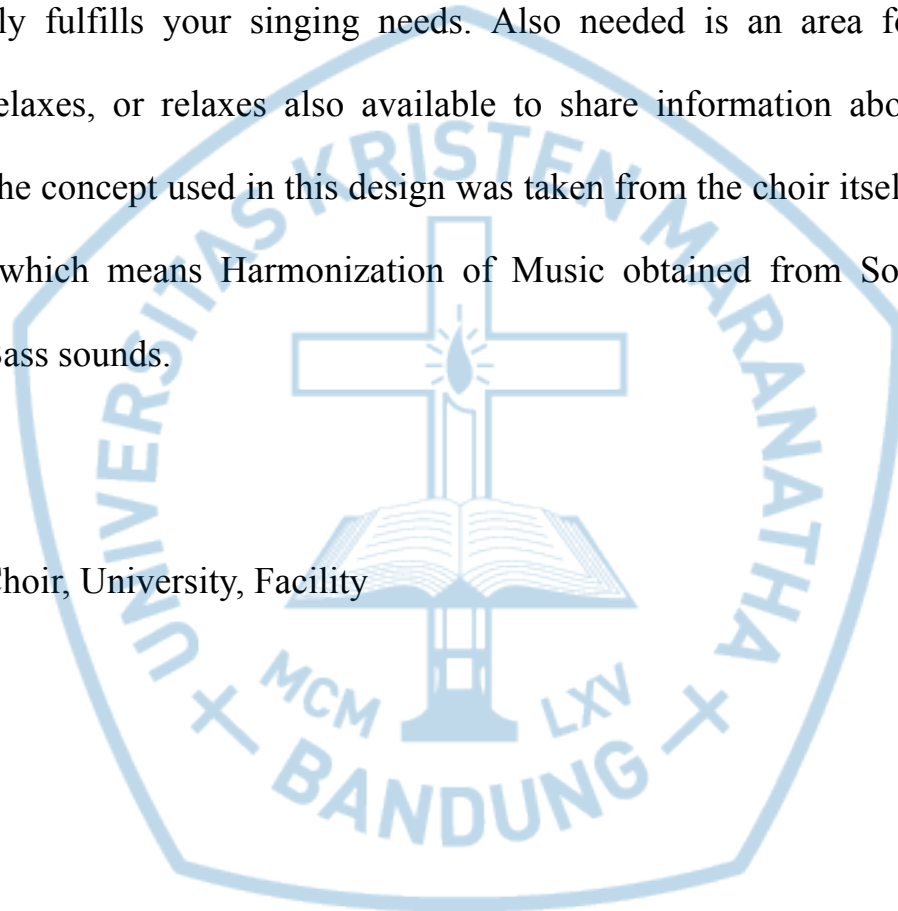 ly fulfills your singing needs. Also needed is an area fo
elaxes, or relaxes also available to share information abo
he concept used in this design was taken from the choir itsel
which means Harmonization of Music obtained from So
Bass sounds.
Choir, University, Facility
UNIVERSITAS KRISTEN MARANATHA
MCM LXV
BANDUNG